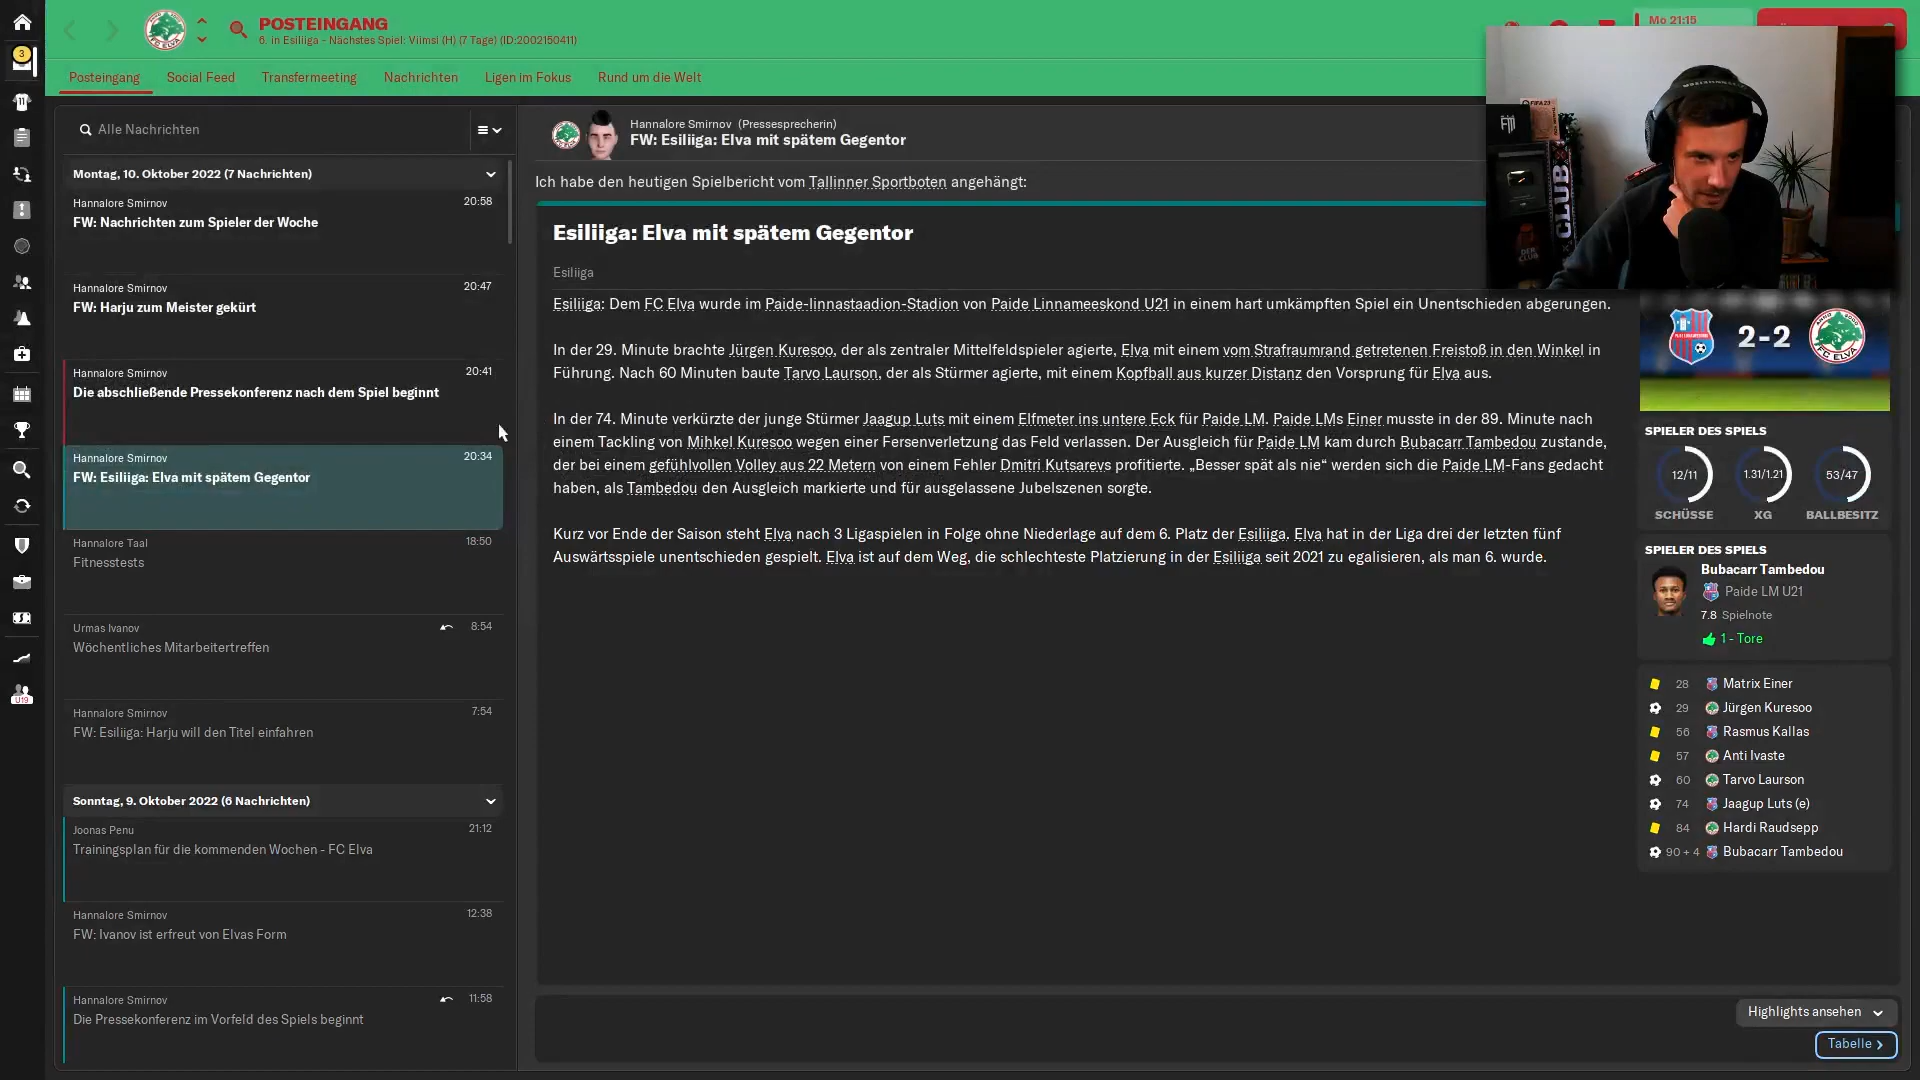 3
POSTEINGANG
6. in Esiliiga - Nächstes Spiel: Viimsi (H) (7 Tage) (ID:2002150411)
Mo 21:15
Posteingang
Social Feed
Transfermeeting
Nachrichten
Ligen im Fokus
Rund um die Welt
Alle Nachrichten
Montag, 10. Oktober 2022 (7 Nachrichten)
Hannalore Smirnov
20:58
FW: Nachrichten zum Spieler der Woche
Hannalore Smirnov
20:47
FW: Harju zum Meister gekürt
Hannalore Smirnov
20:41
Die abschließende Pressekonferenz nach dem Spiel beginnt
Hannalore Smirnov
20:34
FW: Esiliiga: Elva mit spätem Gegentor
Hannalore Taal
18:50
Fitnesstests
Urmas Ivanov
8:54
Wöchentliches Mitarbeitertreffen
Hannalore Smirnov
7:54
FW: Esiliiga: Harju will den Titel einfahren
Sonntag, 9. Oktober 2022 (6 Nachrichten)
Joonas Penu
21:12
Trainingsplan für die kommenden Wochen - FC Elva
Hannalore Smirnov
12:38
FW: Ivanov ist erfreut von Elvas Form
Hannalore Smirnov
11:58
Die Pressekonferenz im Vorfeld des Spiels beginnt
U19
Hannalore Smirnov (Pressesprecherin)
FW: Esiliiga: Elva mit spätem Gegentor
Ich habe den heutigen Spielbericht vom Tallinner Sportboten angehängt:
Esiliiga: Elva mit spätem Gegentor
Esiliiga
Esiliiga: Dem FC Elva wurde im Paide-linnastaadion-Stadion von Paide Linnameeskond U21 in einem hart umkämpften Spiel ein Unentschieden abgerungen.
In der 29. Minute brachte Jürgen Kuresoo, der als zentraler Mittelfeldspieler agierte, Elva mit einem vom Strafraumrand getretenen Freistoß in den Winkel in
Führung. Nach 60 Minuten baute Tarvo Laurson, der als Stürmer agierte, mit einem Kopfball aus kurzer Distanz den Vorsprung für Elva aus.
In der 74. Minute verkürzte der junge Stürmer Jaagup Luts mit einem Elfmeter ins untere Eck für Paide LM. Paide LMs Einer musste in der 89. Minute nach
einem Tackling von Mihkel Kuresoo wegen einer Fersenverletzung das Feld verlassen. Der Ausgleich für Paide LM kam durch Bubacarr Tambedou zustande,
der bei einem gefühlvollen Volley aus 22 Metern von einem Fehler Dmitri Kutsarevs profitierte. „Besser spät als nie“ werden sich die Paide LM-Fans gedacht
haben, als Tambedou den Ausgleich markierte und für ausgelassene Jubelszenen sorgte.
Kurz vor Ende der Saison steht Elva nach 3 Ligaspielen in Folge ohne Niederlage auf dem 6. Platz der Esiliiga. Elva hat in der Liga drei der letzten fünf
Auswärtsspiele unentschieden gespielt. Elva ist auf dem Weg, die schlechteste Platzierung in der Esiliiga seit 2021 zu egalisieren, als man 6. wurde.
FIFA 23
CLUB
2-2
SPIELER DES SPIELS
12/11
1.31/1.21
53/47
SCHÜSSE
XG
BALLBESITZ
SPIELER DES SPIELS
Bubacarr Tambedou
Paide LM U21
7.8 Spielnote
1 - Tore
28 Matrix Einer
29 Jürgen Kuresoo
56 Rasmus Kallas
57 Anti Ivaste
60 Tarvo Laurson
74 Jaagup Luts (e)
84 Hardi Raudsepp
90 + 4 Bubacarr Tambedou
Highlights ansehen
Tabelle